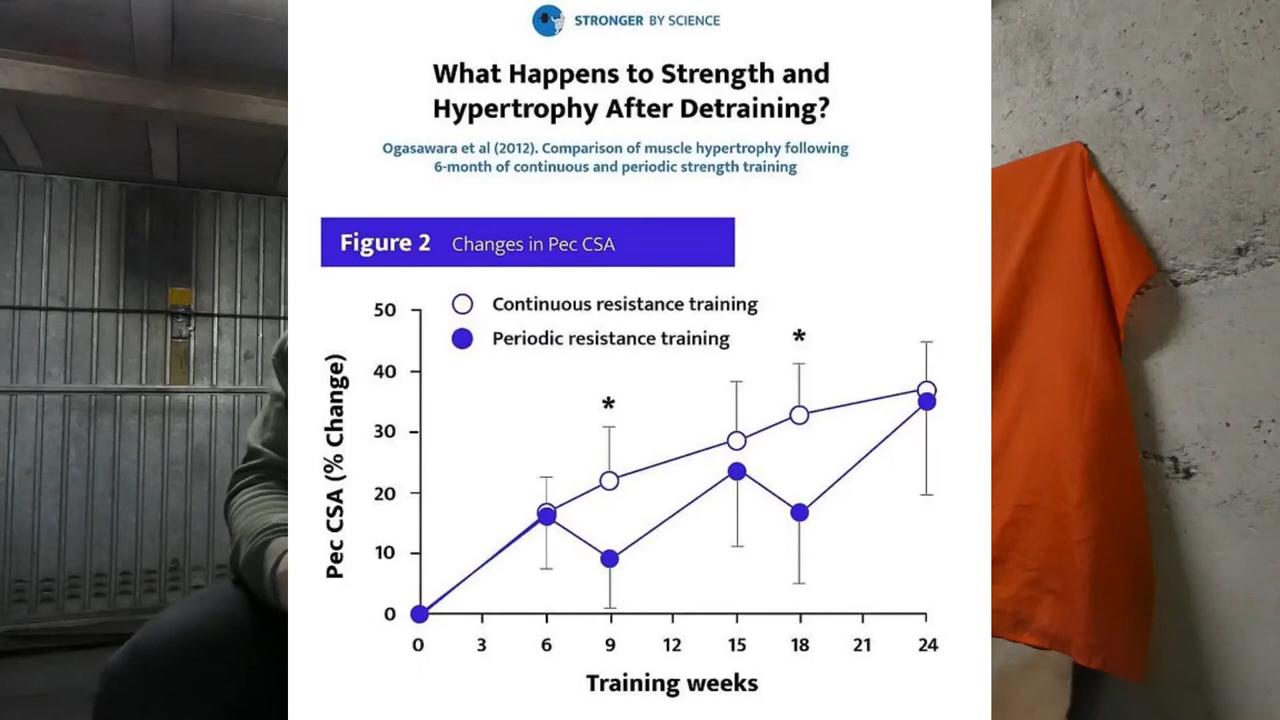 STRONGER BY SCIENCE
What Happens to Strength and
Hypertrophy After Detraining?
Ogasawara et al (2012). Comparison of muscle hypertrophy following
6-month of continuous and periodic strength training
Figure 2 Changes in Pec CSA
Continuous resistance training
Periodic resistance training
Pec CSA (% Change)
50
40
30
20
10
0
*
*
0 3 6 9 12 15 18 21 24
Training weeks